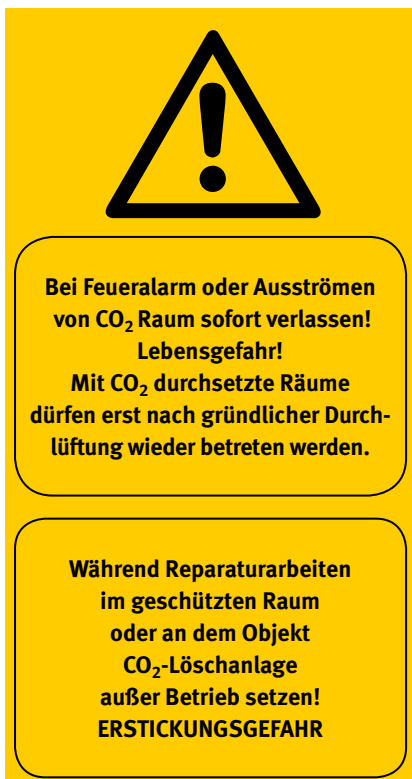 Bei Feueralarm oder Ausströmen
von CO₂ Raum sofort verlassen!
Lebensgefahr!
Mit CO₂ durchsetzte Räume
dürfen erst nach gründlicher Durch-
lüftung wieder betreten werden.
Während Reparaturarbeiten
im geschützten Raum
oder an dem Objekt
CO₂-Löschanlage
außer Betrieb setzen!
ERSTICKUNGSGEFAHR